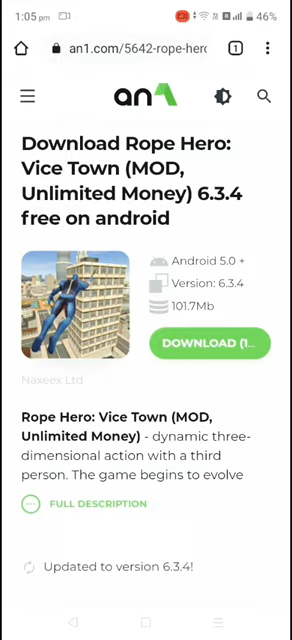 1:05 pm
46%
an1.com/5642-rope-herc
1
an
Download Rope Hero:
Vice Town (MOD,
Unlimited Money) 6.3.4
free on android
Android 5.0 +
Version: 6.3.4
101.7Mb
DOWNLOAD (1...
Naxeex Ltd
Rope Hero: Vice Town (MOD,
Unlimited Money) - dynamic three-
dimensional action with a third
person. The game begins to evolve
FULL DESCRIPTION
Updated to version 6.3.4!